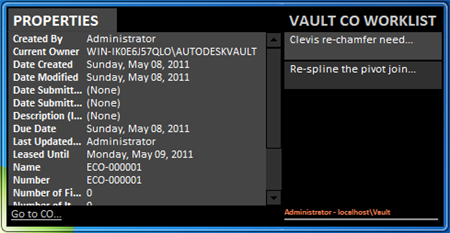 PROPERTIES
Created By Administrator
Current Owner WIN-IK0E6J57QLO\AUTODESKVAULT
Date Created Sunday, May 08, 2011
Date Modified Sunday, May 08, 2011
Date Submitt... (None)
Date Submitt... (None)
Description (I... (None)
Due Date Sunday, May 08, 2011
Last Updated... Administrator
Leased Until Monday, May 09, 2011
Name ECO-000001
Number ECO-000001
Number of Fi... 0
Number of It... 0
Go to CO...
VAULT CO WORKLIST
Clevis re-chamfer need...
Re-spline the pivot join...
Administrator - localhost\Vault